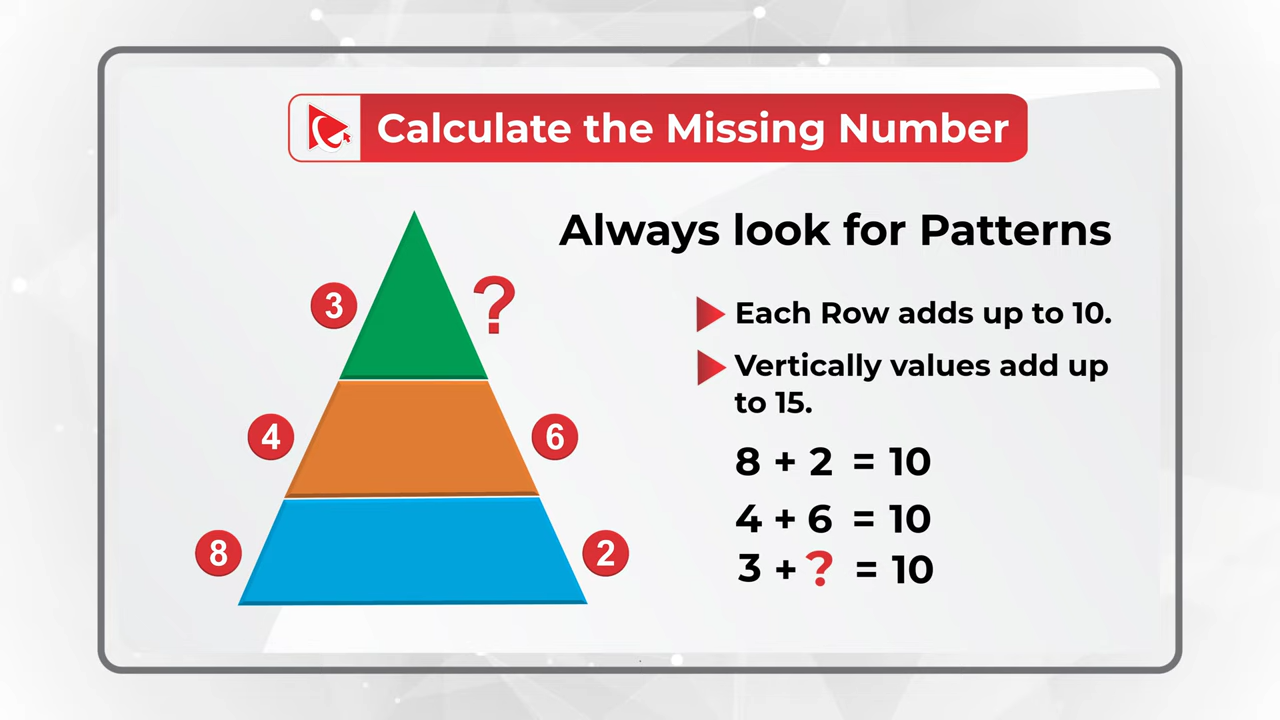 Calculate the Missing Number
Always look for Patterns
3
?
4
6
8
2
Each Row adds up to 10.
Vertically values add up
to 15.
8 + 2 = 10
4 + 6 = 10
3 + ? = 10